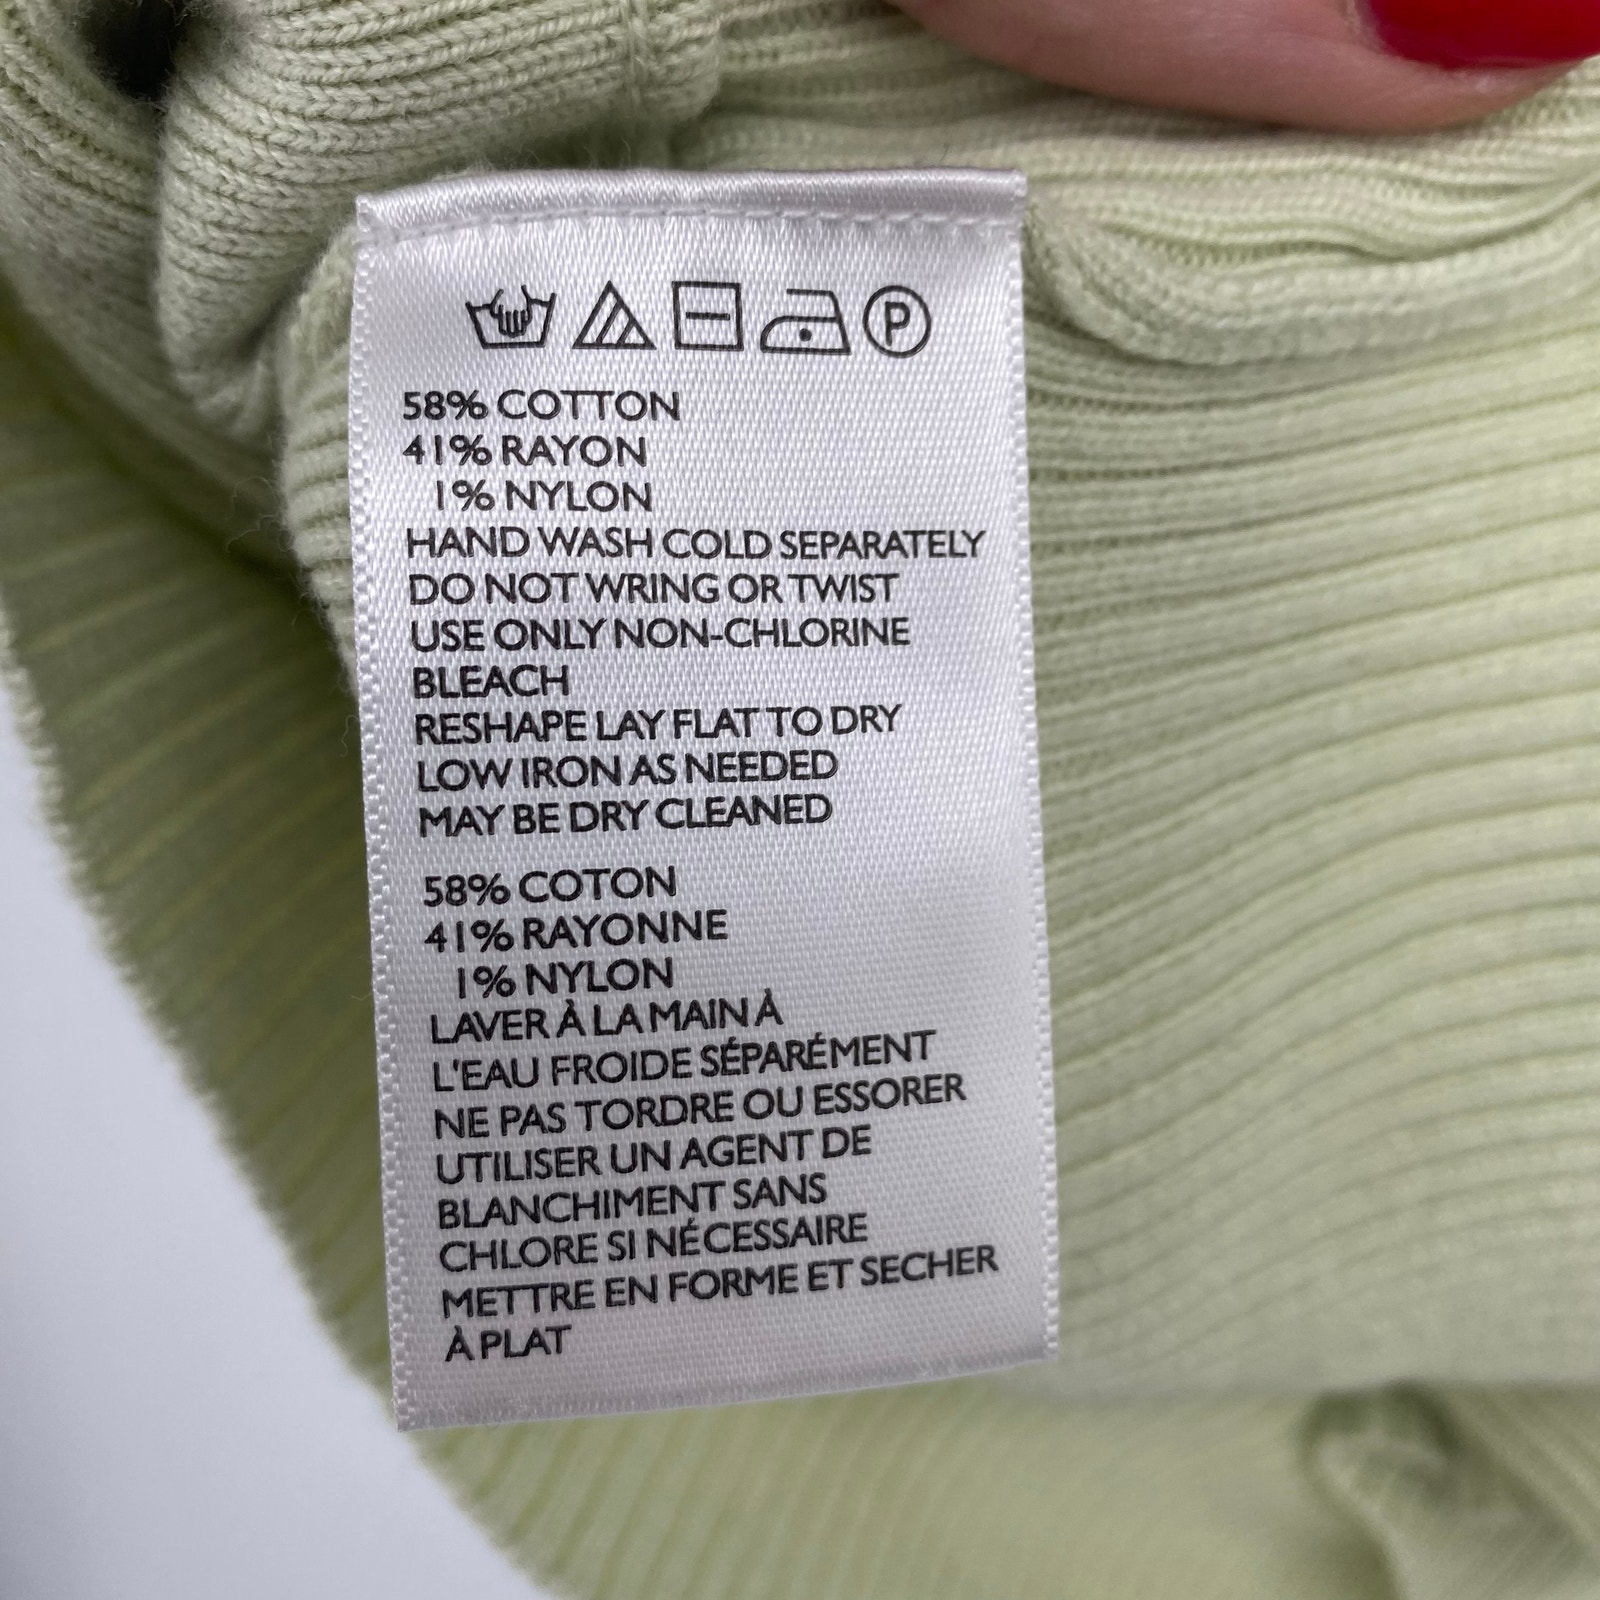 P
58% COTTON
41% RAYON
1% NYLON
HAND WASH COLD SEPARATELY
DO NOT WRING OR TWIST
USE ONLY NON-CHLORINE
BLEACH
RESHAPE LAY FLAT TO DRY
LOW IRON AS NEEDED
MAY BE DRY CLEANED
58% COTON
41% RAYONNE
1% NYLON
LAVER À LA MAIN À
L'EAU FROIDE SÉPARÉMENT
NE PAS TORDRE OU ESSORER
UTILISER UN AGENT DE
BLANCHIMENT SANS
CHLORE SI NÉCESSAIRE
METTRE EN FORME ET SECHER
À PLAT